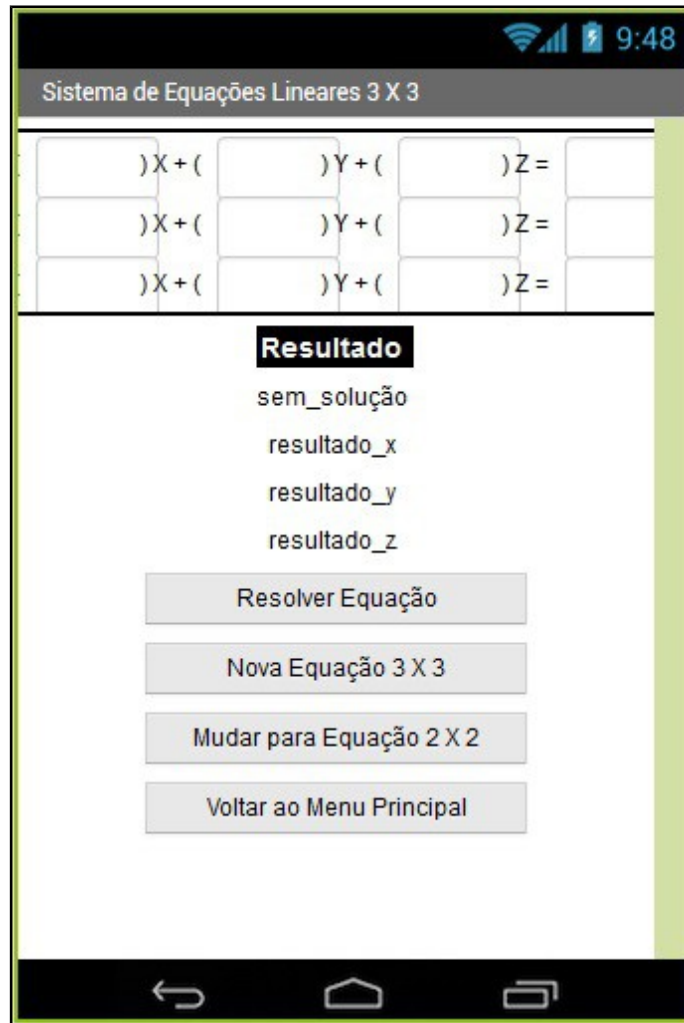 9:48
Sistema de Equações Lineares 3 X 3
) X + ( ) Y + ( ) Z =
) X + ( ) Y + ( ) Z =
) X + ( ) Y + ( ) Z =
Resultado
sem_solução
resultado_x
resultado_y
resultado_z
Resolver Equação
Nova Equação 3 X 3
Mudar para Equação 2 X 2
Voltar ao Menu Principal